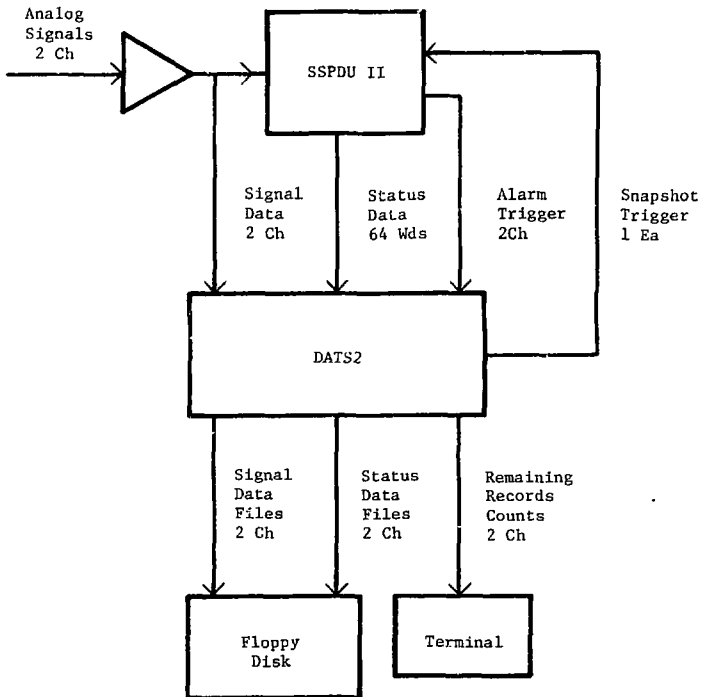 Analog
Signals
2 Ch
SSPDU II
Signal
Data
2 Ch
Status
Data
64 Wds
Alarm
Trigger
2Ch
Snapshot
Trigger
1 Ea
DATS2
Signal
Data
Files
2 Ch
Status
Data
Files
2 Ch
Remaining
Records
Counts
2 Ch
Floppy
Disk
Terminal